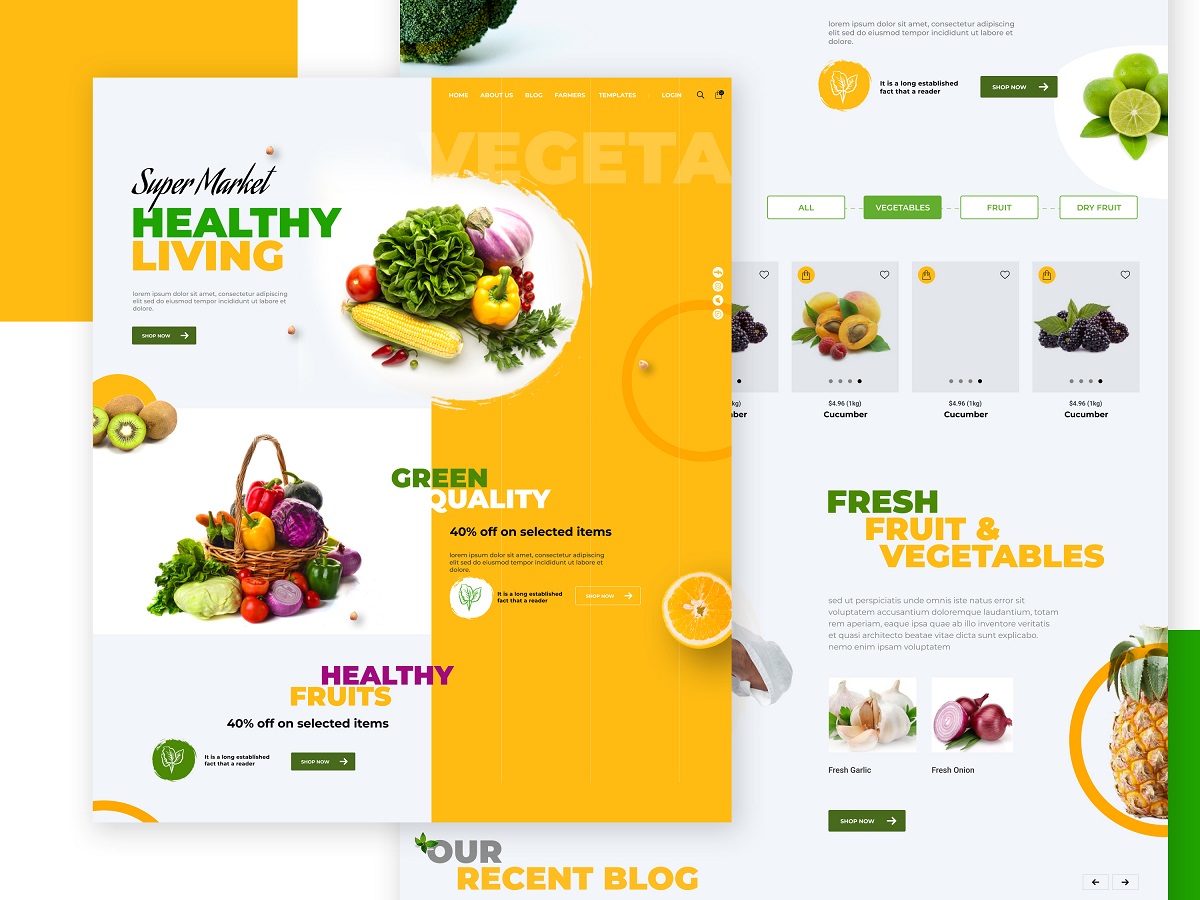 HOME ABOUT US BLOG FARMERS TEMPLATES LOGIN
VEGETA
Super Market
HEALTHY
LIVING
lorem ipsum dolor sit amet, consectetur adipiscing
elit sed do eiusmod tempor incididunt ut labore et
dolore.
SHOP NOW
GREEN
QUALITY
40% off on selected items
lorem ipsum dolor sit amet, consectetur adipiscing
elit sed do eiusmod tempor incididunt ut labore et
dolore.
It is a long established
fact that a reader
SHOP NOW
HEALTHY
FRUITS
40% off on selected items
It is a long established
fact that a reader
SHOP NOW
lorem ipsum dolor sit amet, consectetur adipiscing
elit sed do eiusmod tempor incididunt ut labore et
dolore.
It is a long established
fact that a reader
SHOP NOW
ALL VEGETABLES FRUIT DRY FRUIT
kg) $4.96 (1kg) $4.96 (1kg) $4.96 (1kg)
ber Cucumber Cucumber Cucumber
FRESH
FRUIT &
VEGETABLES
sed ut perspiciatis unde omnis iste natus error sit
voluptatem accusantium doloremque laudantium, totam
rem aperiam, eaque ipsa quae ab illo inventore veritatis
et quasi architecto beatae vitae dicta sunt explicabo.
nemo enim ipsam voluptatem
Fresh Garlic Fresh Onion
SHOP NOW
OUR
RECENT BLOG